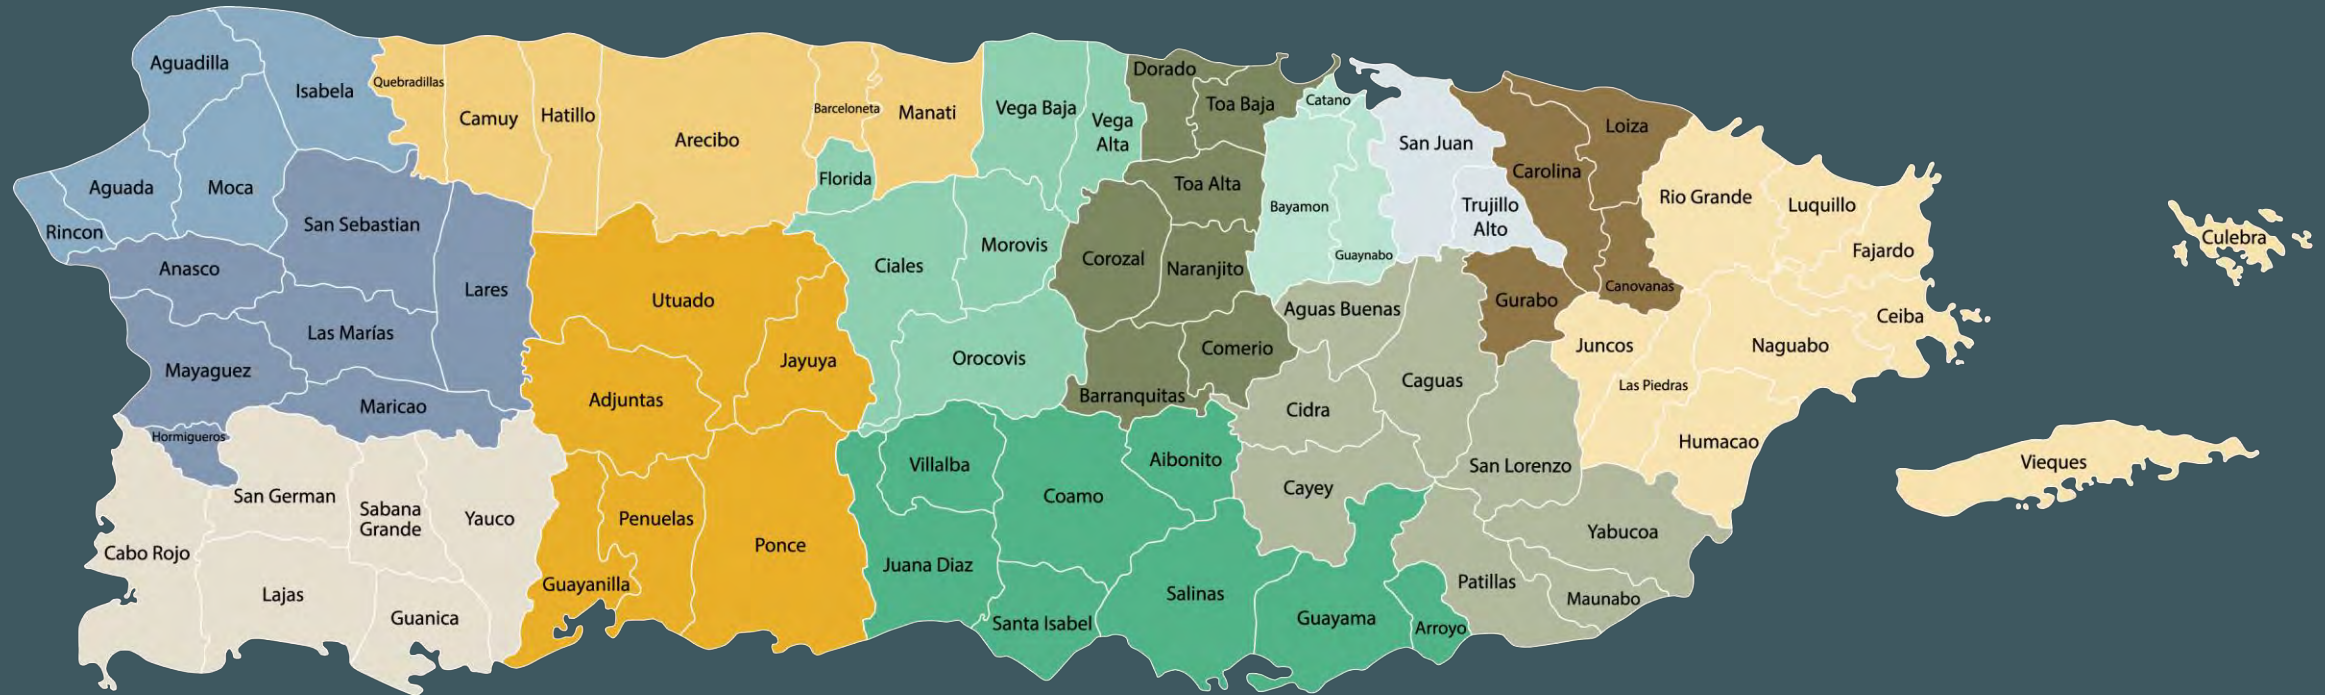 Aguadilla
Isabela
Quebradillas
Camuy
Hatillo
Arecibo
Barceloneta
Manati
Vega Baja
Vega
Alta
Dorado
Toa Baja
Catano
San Juan
Loiza
Carolina
Aguada
Moca
Rincon
San Sebastian
Florida
Toa Alta
Bayamon
Guaynabo
Trujillo
Alto
Rio Grande
Luquillo
Fajardo
Culebra
Anasco
Lares
Utuado
Ciales
Morovis
Corozal
Naranjito
Aguas Buenas
Gurabo
Canovanas
Ceiba
Mayaguez
Las Marías
Maricao
Adjuntas
Jayuya
Orocovis
Barranquitas
Comerio
Cidra
Caguas
Juncos
Las Piedras
Naguabo
Humacao
Hormigueros
San German
Sabana
Grande
Yauco
Penuelas
Ponce
Villalba
Coamo
Aibonito
Cayey
San Lorenzo
Yabucoa
Vieques
Cabo Rojo
Lajas
Guanica
Guayanilla
Juana Diaz
Santa Isabel
Salinas
Guayama
Arroyo
Patillas
Maunabo